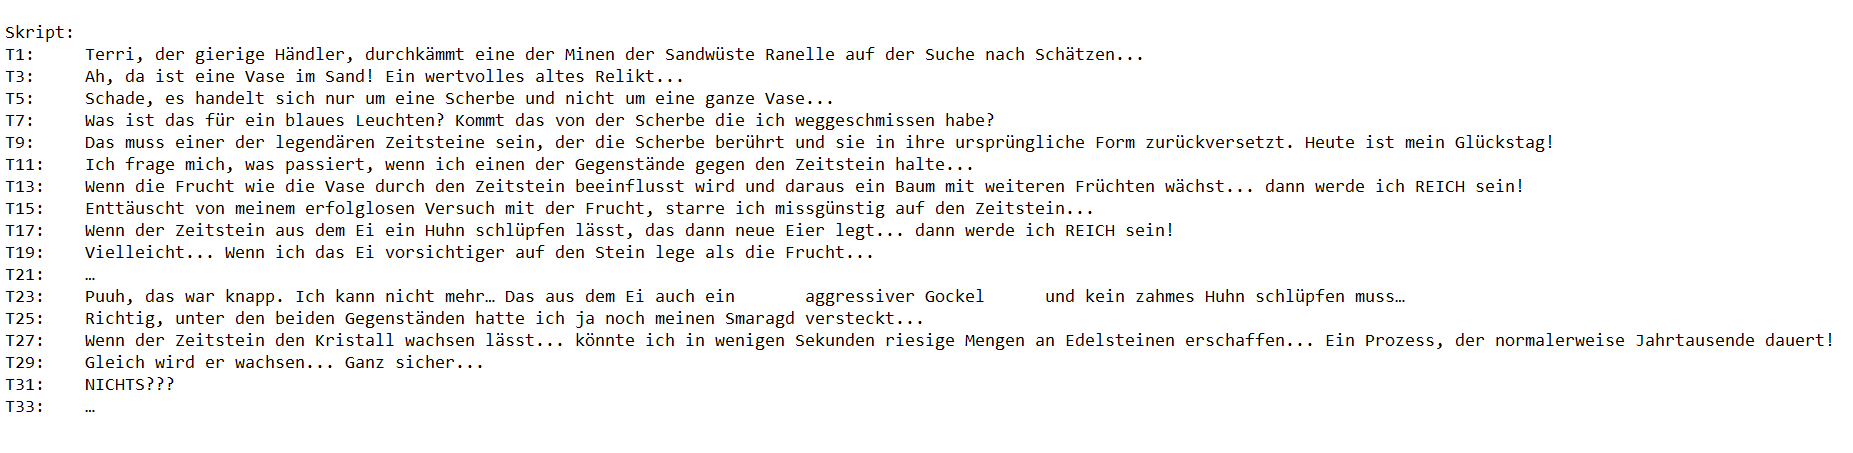 Skript:
T1: Terri, der gierige Händler, durchkämmt eine der Minen der Sandwüste Ranelle auf der Suche nach Schätzen...
T3: Ah, da ist eine Vase im Sand! Ein wertvolles altes Relikt...
T5: Schade, es handelt sich nur um eine Scherbe und nicht um eine ganze Vase...
T7: Was ist das für ein blaues Leuchten? Kommt das von der Scherbe die ich weggeschmissen habe?
T9: Das muss einer der legendären Zeitsteine sein, der die Scherbe berührt und sie in ihre ursprüngliche Form zurückversetzt. Heute ist mein Glückstag!
T11: Ich frage mich, was passiert, wenn ich einen der Gegenstände gegen den Zeitstein halte...
T13: Wenn die Frucht wie die Vase durch den Zeitstein beeinflusst wird und daraus ein Baum mit weiteren Früchten wächst... dann werde ich REICH sein!
T15: Enttäuscht von meinem erfolglosen Versuch mit der Frucht, starre ich missgünstig auf den Zeitstein...
T17: Wenn der Zeitstein aus dem Ei ein Huhn schlüpfen lässt, das dann neue Eier legt... dann werde ich REICH sein!
T19: Vielleicht... Wenn ich das Ei vorsichtiger auf den Stein lege als die Frucht...
T21: …
T23: Puuh, das war knapp. Ich kann nicht mehr… Das aus dem Ei auch ein aggressiver Gockel und kein zahmes Huhn schlüpfen muss…
T25: Richtig, unter den beiden Gegenständen hatte ich ja noch meinen Smaragd versteckt...
T27: Wenn der Zeitstein den Kristall wachsen lässt... könnte ich in wenigen Sekunden riesige Mengen an Edelsteinen erschaffen... Ein Prozess, der normalerweise Jahrtausende dauert!
T29: Gleich wird er wachsen... Ganz sicher...
T31: NICHTS???
T33: …